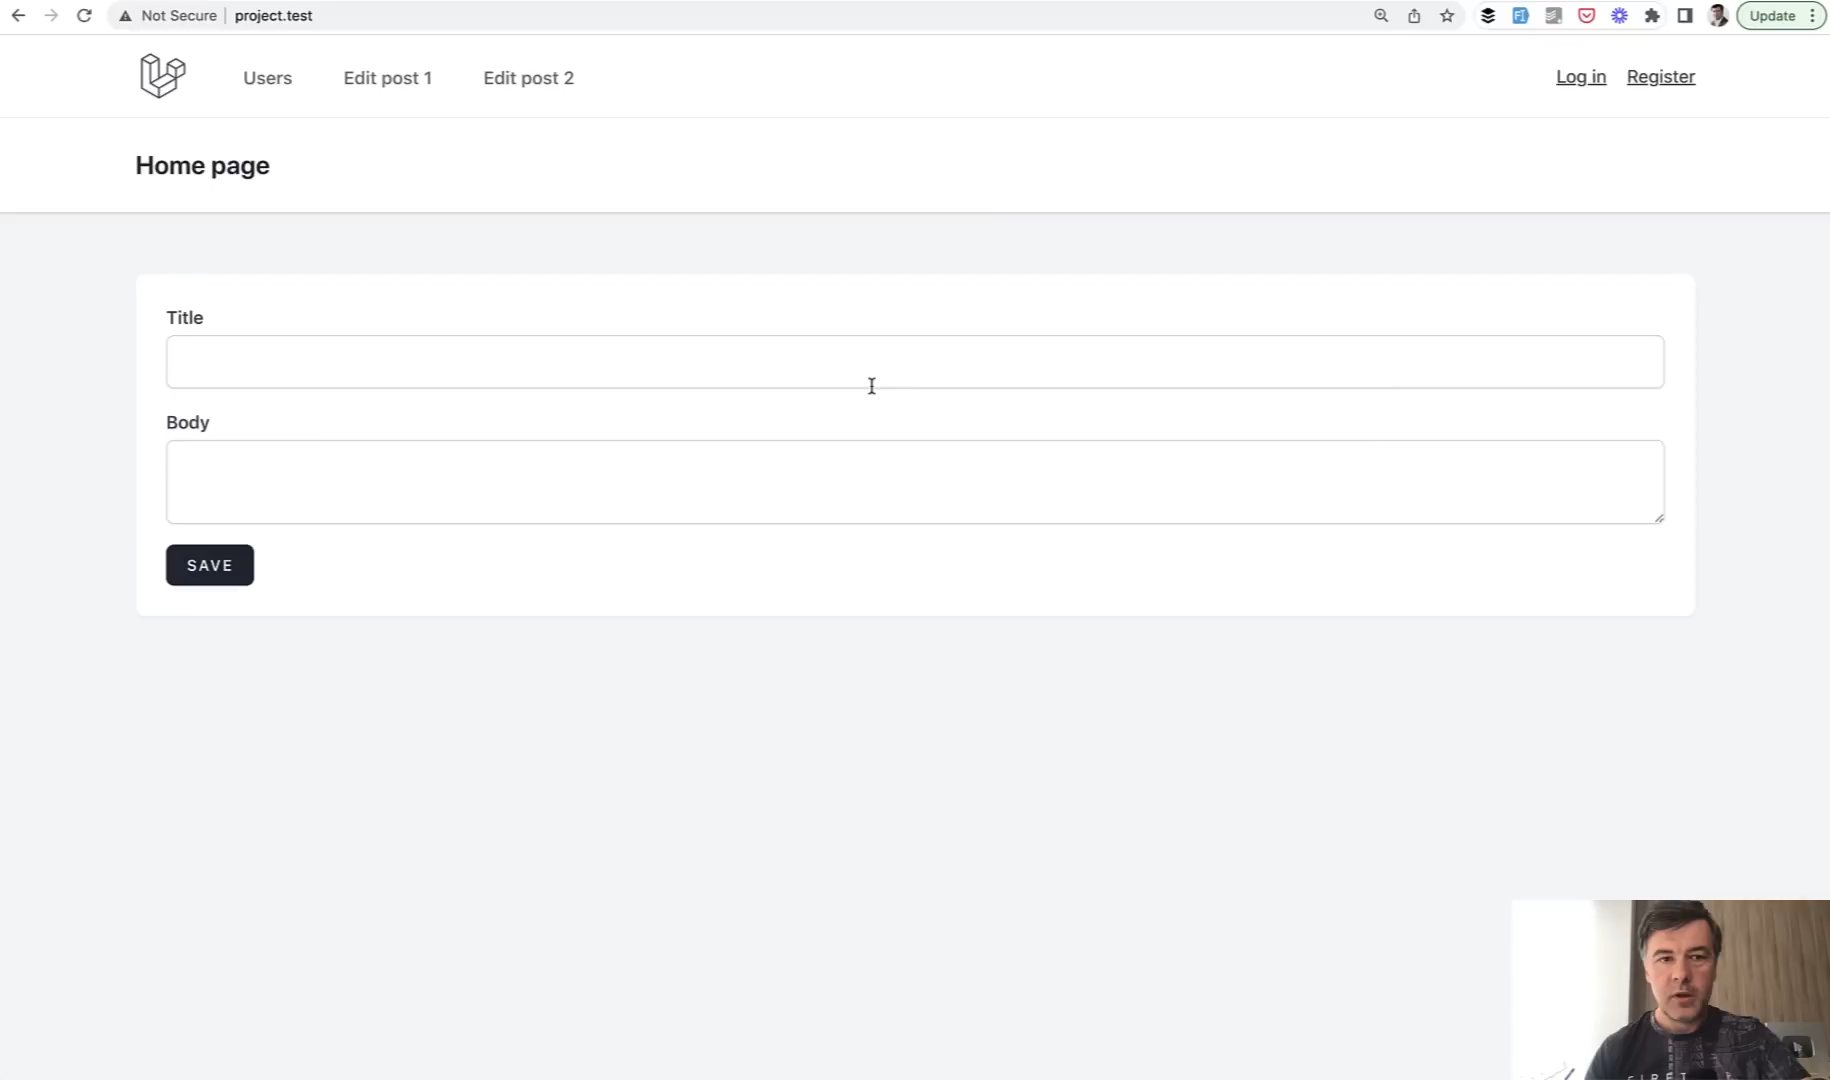 Not Secure project.test Update
Users Edit post 1 Edit post 2 Log in Register
Home page
Title
Body
SAVE